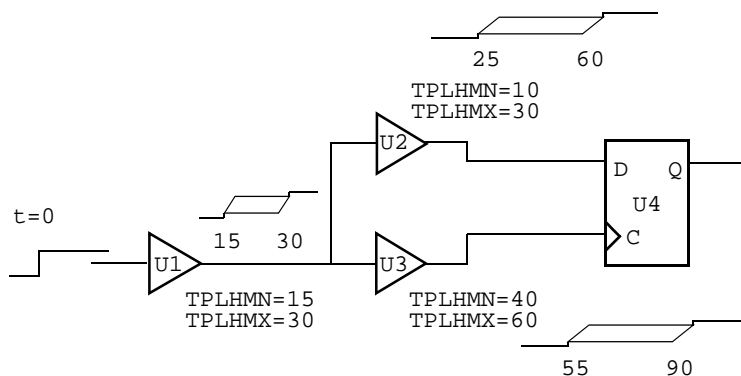 25 60
TPLHMN=10
TPLHMX=30
U2
D Q
U4
C
t=0
15 30
U1
U3
TPLHMN=15
TPLHMX=30
TPLHMN=40
TPLHMX=60
55 90